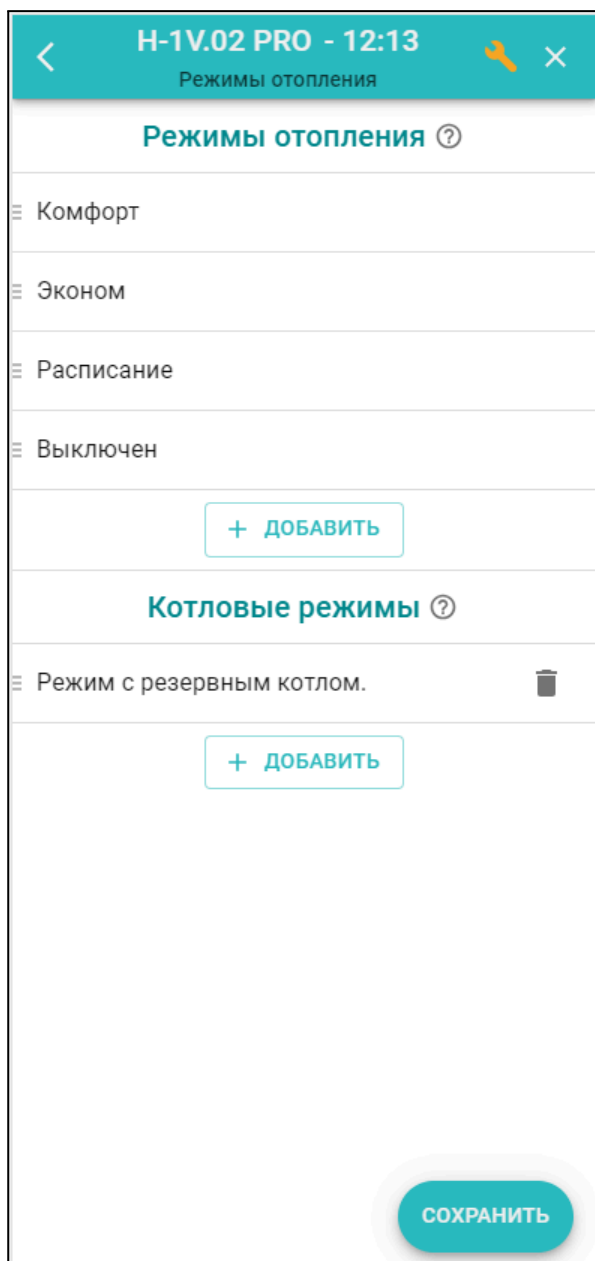 H-1V.02 PRO - 12:13
Режимы отопления
Режимы отопления ?
Комфорт
Эконом
Расписание
Выключен
+ ДОБАВИТЬ
Котловые режимы ?
Режим с резервным котлом.
+ ДОБАВИТЬ
СОХРАНИТЬ